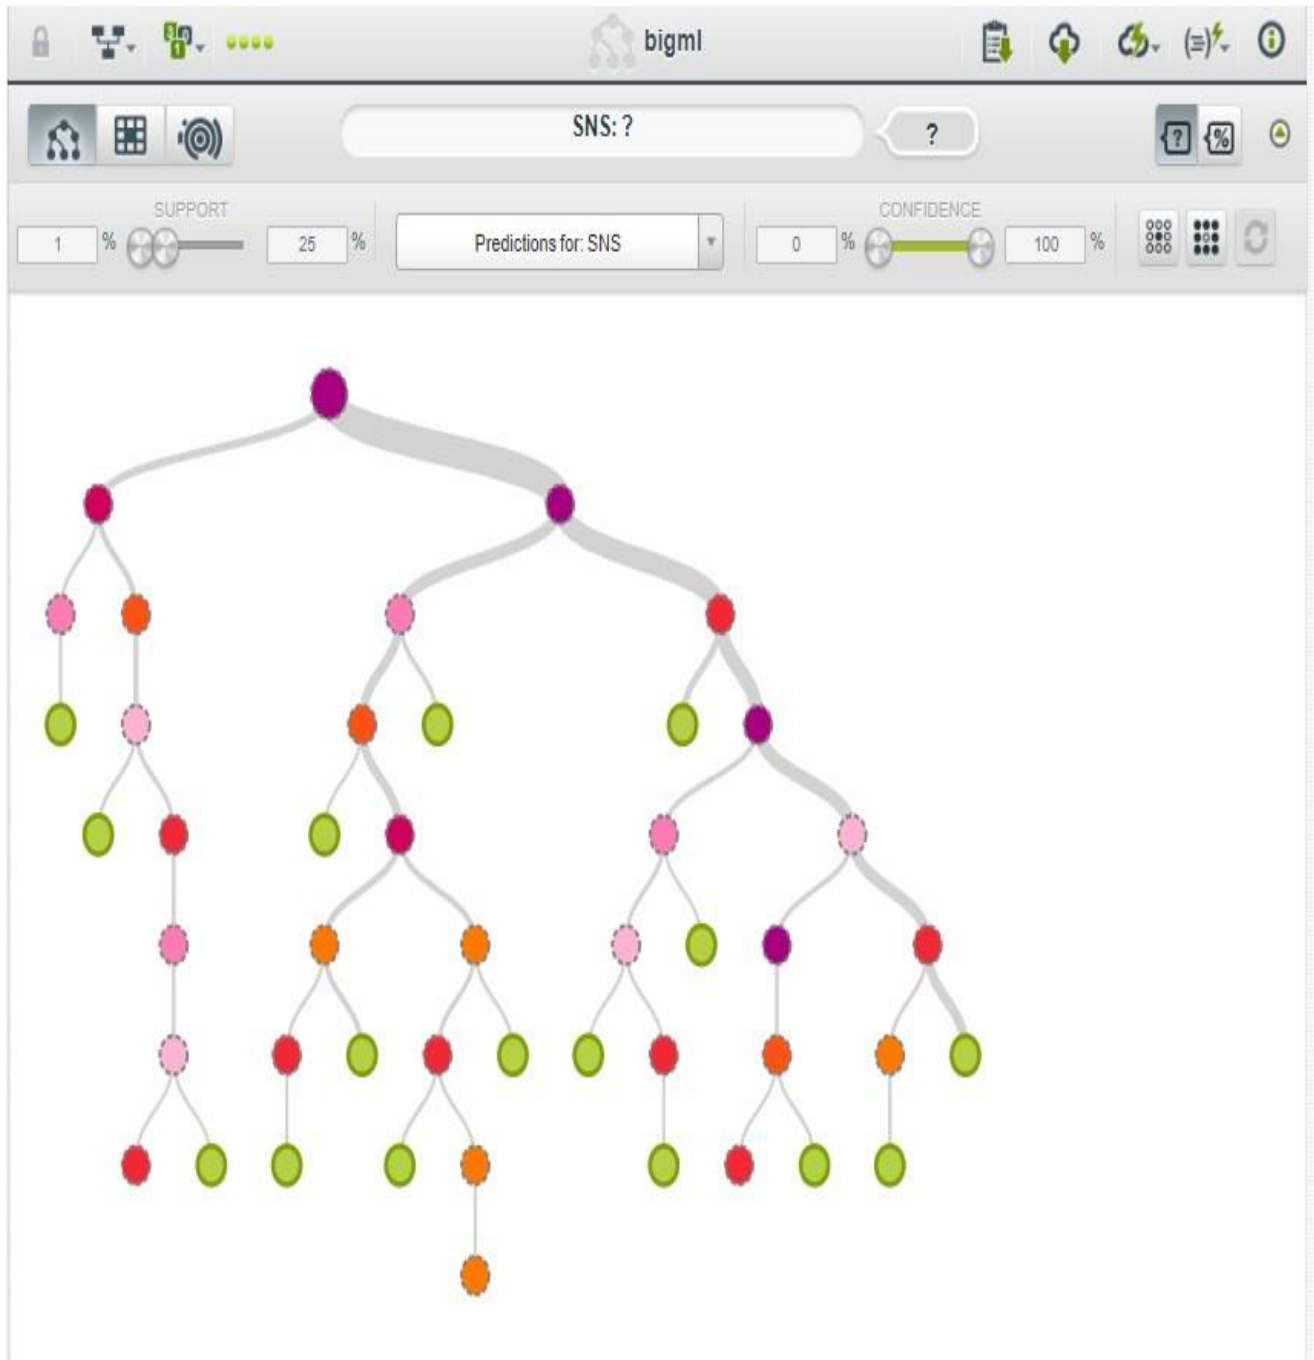 bigml
SNS: ?
?
SUPPORT
1 %
25 %
Predictions for: SNS
CONFIDENCE
0 %
100 %